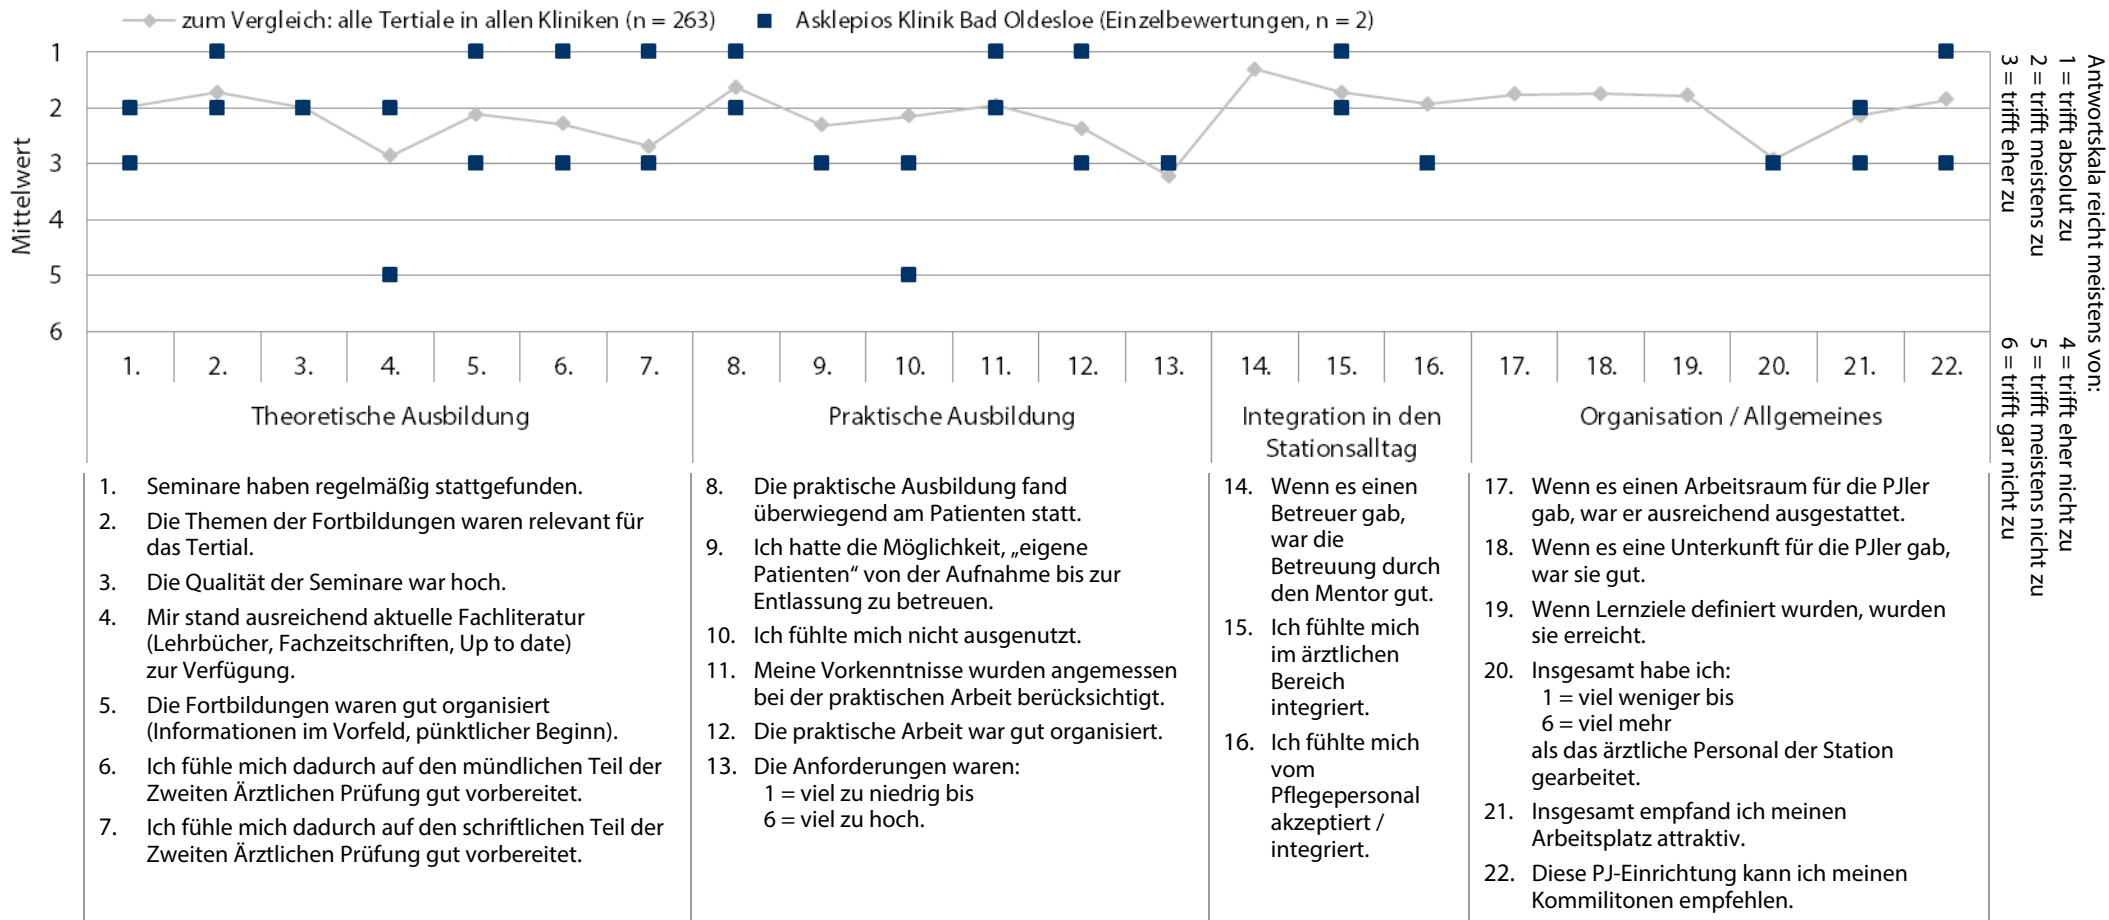 zum Vergleich: alle Tertiale in allen Kliniken (n = 263)
Asklepios Klinik Bad Oldesloe (Einzelbewertungen, n = 2)
Mittelwert
1
2
3
4
5
6
1. 2. 3. 4. 5. 6. 7. 8. 9. 10. 11. 12. 13. 14. 15. 16. 17. 18. 19. 20. 21. 22.
Theoretische Ausbildung
Praktische Ausbildung
Integration in den
Stationsalltag
Organisation / Allgemeines
Antwortskala reicht meistens von:
1 = trifft absolut zu
2 = trifft meistens zu
3 = trifft eher zu
4 = trifft eher nicht zu
5 = trifft meistens nicht zu
6 = trifft gar nicht zu
1. Seminare haben regelmäßig stattgefunden.
2. Die Themen der Fortbildungen waren relevant für
das Tertial.
3. Die Qualität der Seminare war hoch.
4. Mir stand ausreichend aktuelle Fachliteratur
(Lehrbücher, Fachzeitschriften, Up to date)
zur Verfügung.
5. Die Fortbildungen waren gut organisiert
(Informationen im Vorfeld, pünktlicher Beginn).
6. Ich fühle mich dadurch auf den mündlichen Teil der
Zweiten Ärztlichen Prüfung gut vorbereitet.
7. Ich fühle mich dadurch auf den schriftlichen Teil der
Zweiten Ärztlichen Prüfung gut vorbereitet.
8. Die praktische Ausbildung fand
überwiegend am Patienten statt.
9. Ich hatte die Möglichkeit, „eigene
Patienten“ von der Aufnahme bis zur
Entlassung zu betreuen.
10. Ich fühlte mich nicht ausgenutzt.
11. Meine Vorkenntnisse wurden angemessen
bei der praktischen Arbeit berücksichtigt.
12. Die praktische Arbeit war gut organisiert.
13. Die Anforderungen waren:
1 = viel zu niedrig bis
6 = viel zu hoch.
14. Wenn es einen
Betreuer gab,
war die
Betreuung durch
den Mentor gut.
15. Ich fühlte mich
im ärztlichen
Bereich
integriert.
16. Ich fühlte mich
vom
Pflegepersonal
akzeptiert /
integriert.
17. Wenn es einen Arbeitsraum für die PJler
gab, war er ausreichend ausgestattet.
18. Wenn es eine Unterkunft für die PJler gab,
war sie gut.
19. Wenn Lernziele definiert wurden, wurden
sie erreicht.
20. Insgesamt habe ich:
1 = viel weniger bis
6 = viel mehr
als das ärztliche Personal der Station
gearbeitet.
21. Insgesamt empfand ich meinen
Arbeitsplatz attraktiv.
22. Diese PJ-Einrichtung kann ich meinen
Kommilitonen empfehlen.